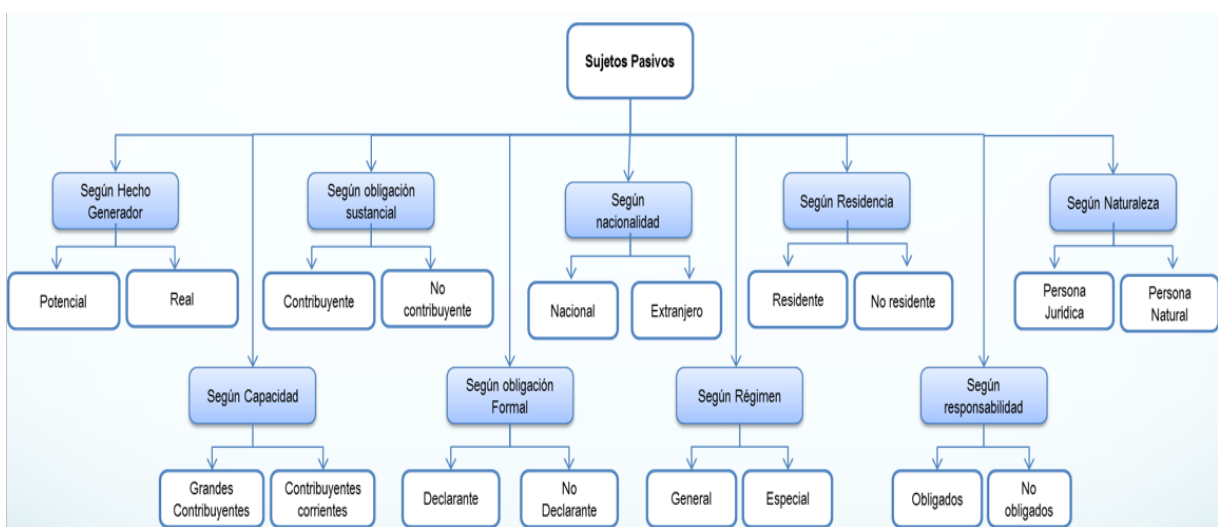 Sujetos Pasivos
Según Hecho
Generador
Según obligación
sustancial
Según
nacionalidad
Según Residencia
Según Naturaleza
Potencial
Real
Contribuyente
No
contribuyente
Nacional
Extranjero
Residente
No residente
Persona
Jurídica
Persona
Natural
Según Capacidad
Según obligación
Formal
Según Régimen
Según
responsabilidad
Grandes
Contribuyentes
Contribuyentes
corrientes
Declarante
No
Declarante
General
Especial
Obligados
No
obligados